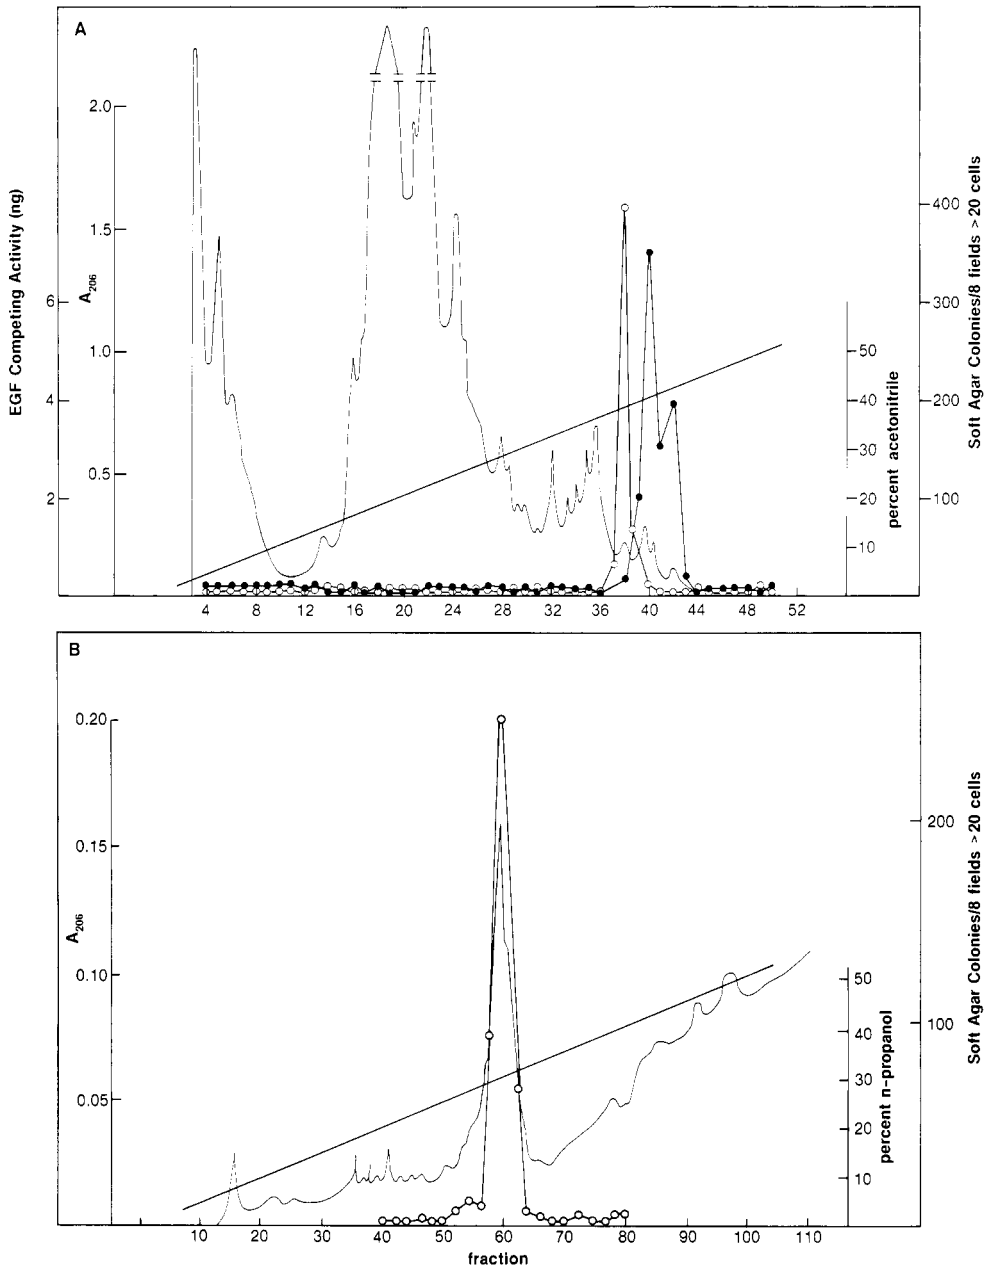 A
EGF Competing Activity (ng)
6
4
2
A206
2.0
1.5
1.0
0.5
percent acetonitrile
50
40
30
20
10
Soft Agar Colonies/8 fields >20 cells
400
300
200
100
4 8 12 16 20 24 28 32 36 40 44 48 52
B
A206
0.20
0.15
0.10
0.05
percent n-propanol
50
40
30
20
10
Soft Agar Colonies/8 fields >20 cells
200
100
10 20 30 40 50 60 70 80 90 100 110
fraction